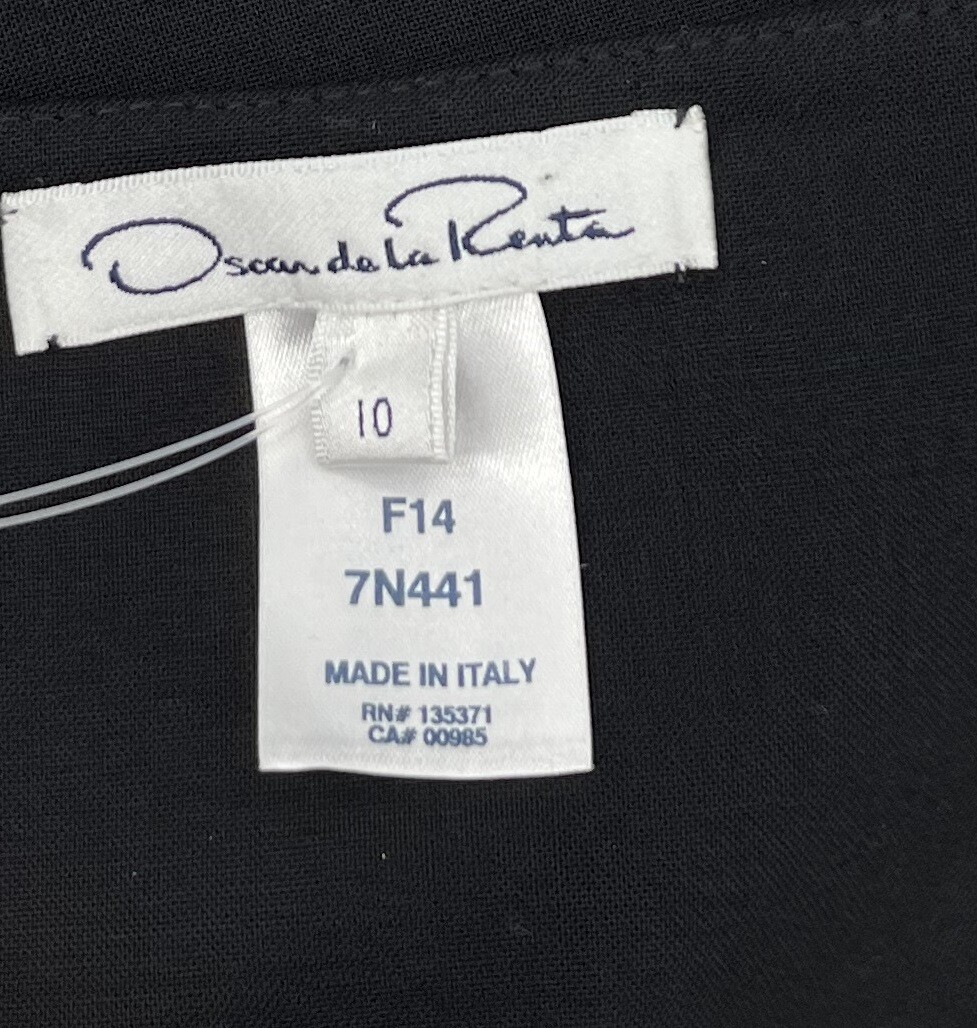 Oscar de la Renta
10
F14
7N441
MADE IN ITALY
RN# 135371
CA# 00985